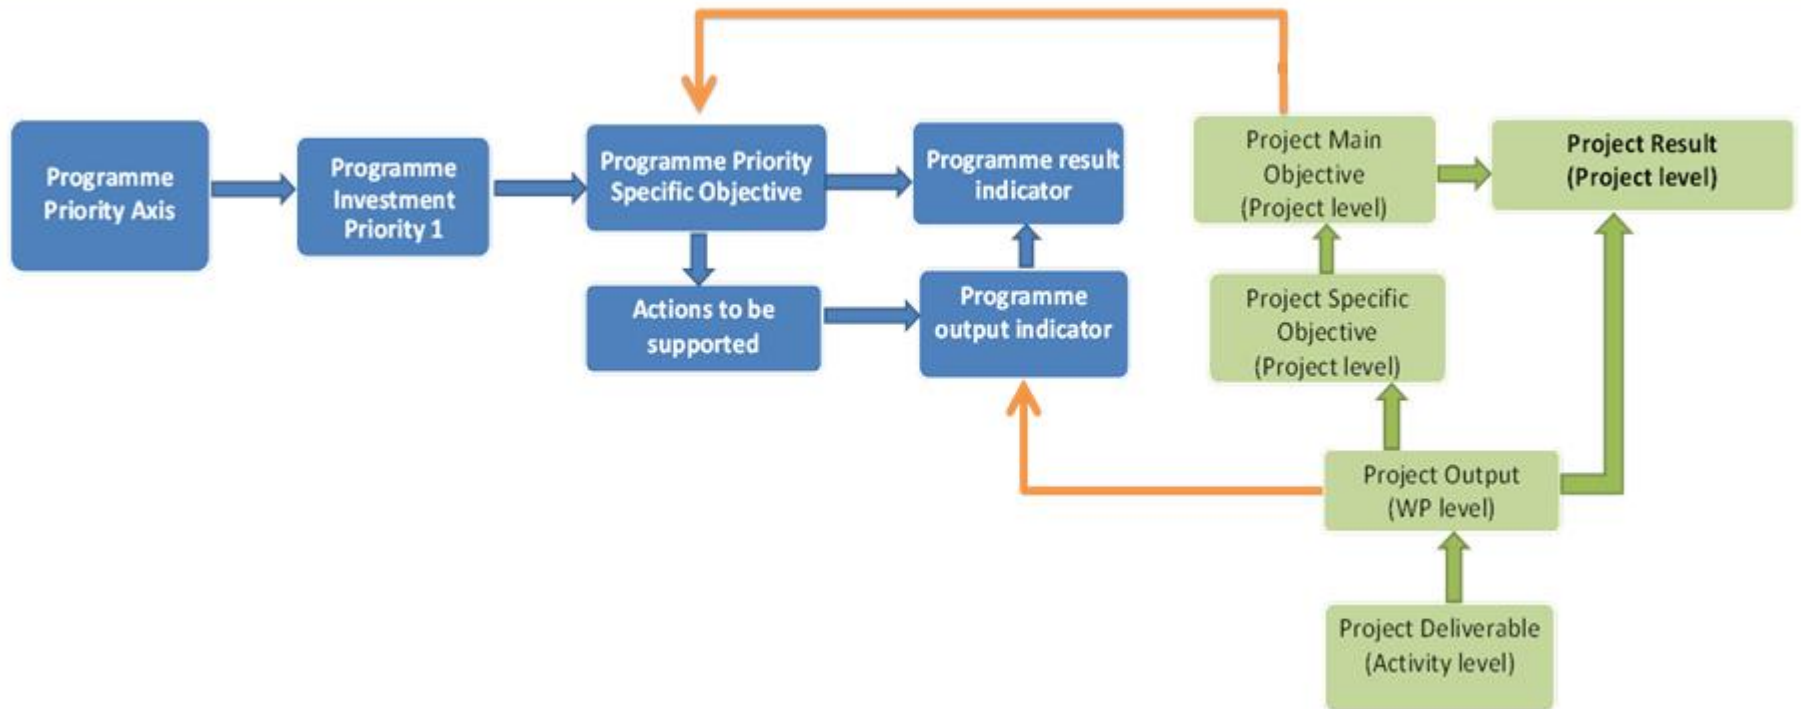 Programme
Priority Axis
Programme
Investment
Priority 1
Programme Priority
Specific Objective
Programme result
indicator
Actions to be
supported
Programme
output indicator
Project Main
Objective
(Project level)
Project Result
(Project level)
Project Specific
Objective
(Project level)
Project Output
(WP level)
Project Deliverable
(Activity level)